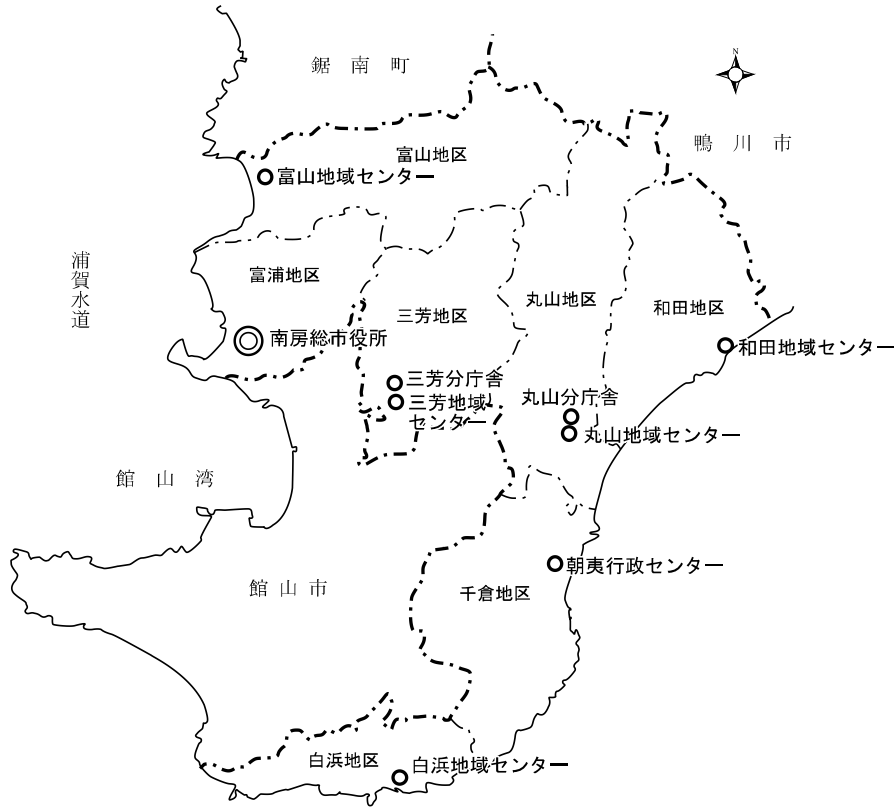 N
鋸南町
鴨川市
富山地区
富山地域センター
浦賀水道
富浦地区
丸山地区
和田地区
三芳地区
南房総市役所
和田地域センター
三芳分庁舎
三芳地域
センター
丸山分庁舎
丸山地域センター
館山湾
朝夷行政センター
館山市
千倉地区
白浜地区
白浜地域センター